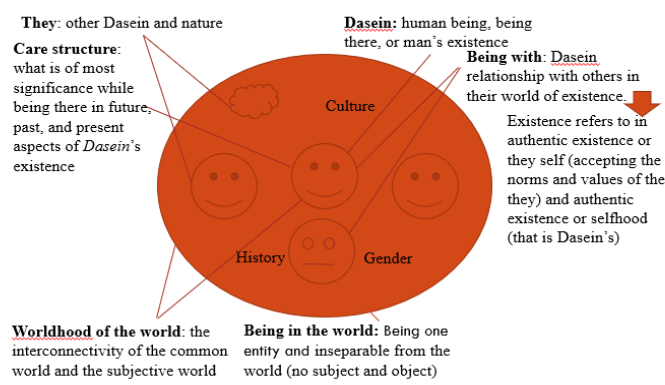 They: other Dasein and nature
Care structure:
what is of most
significance while
being there in future,
past, and present
aspects of Dasein's
existence
Dasein: human being, being
there, or man's existence
Being with: Dasein
relationship with others in
their world of existence.
Existence refers to in
authentic existence or
they self (accepting the
norms and values of the
they) and authentic
existence or selfhood
(that is Dasein's)
Culture
History
Gender
Worldhood of the world: the
interconnectivity of the common
world and the subjective world
Being in the world: Being one
entity and inseparable from the
world (no subject and object)